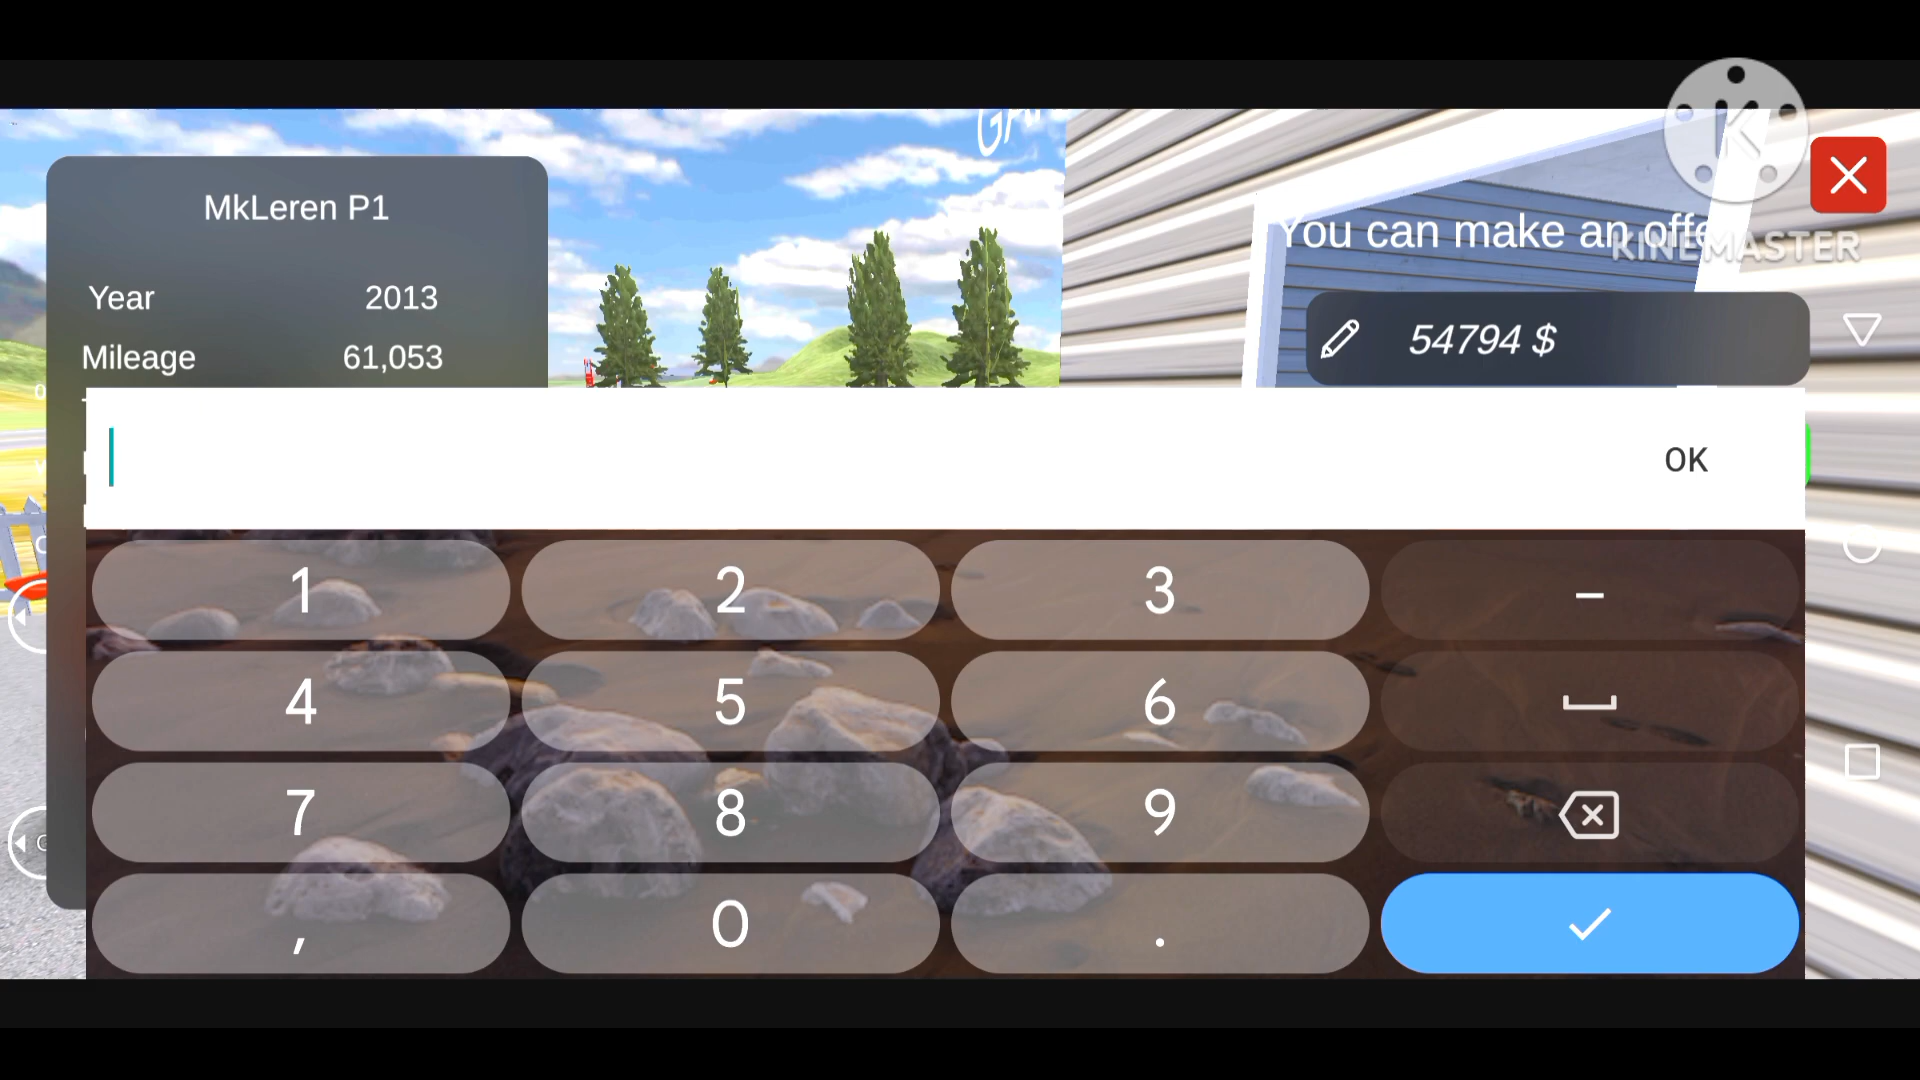 MkLeren P1
Year 2013
Mileage 61,053
You can make an offe
KINEMASTER
54794 $
OK
1 2 3 –
4 5 6
7 8 9
, 0 .